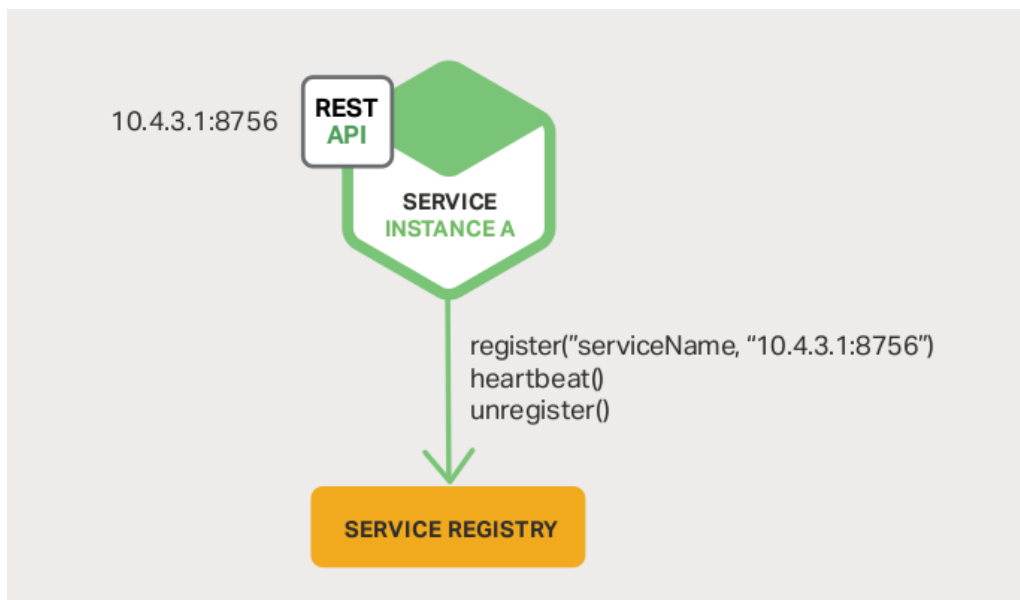 10.4.3.1:8756
REST
API
SERVICE
INSTANCE A
register(”serviceName, “10.4.3.1:8756”)
heartbeat()
unregister()
SERVICE REGISTRY